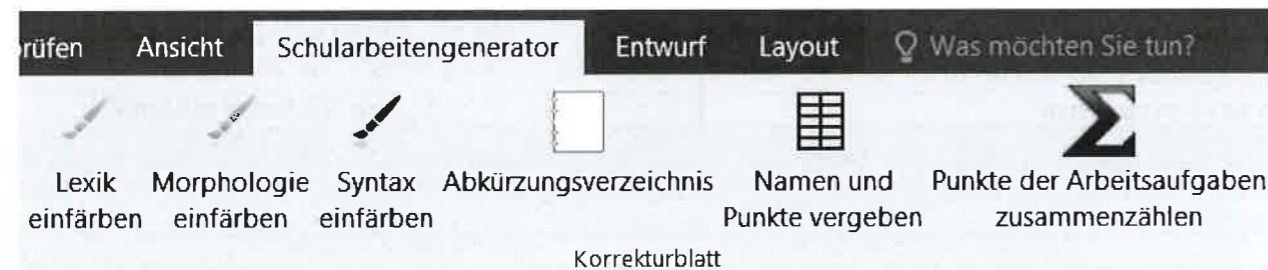 rüfen Ansicht Schularbeitengenerator Entwurf Layout Was möchten Sie tun?
Lexik Morphologie Syntax Abkürzungsverzeichnis Namen und Punkte der Arbeitsaufgaben
einfärben einfärben einfärben Punkte vergeben zusammenzählen
Korrekturblatt